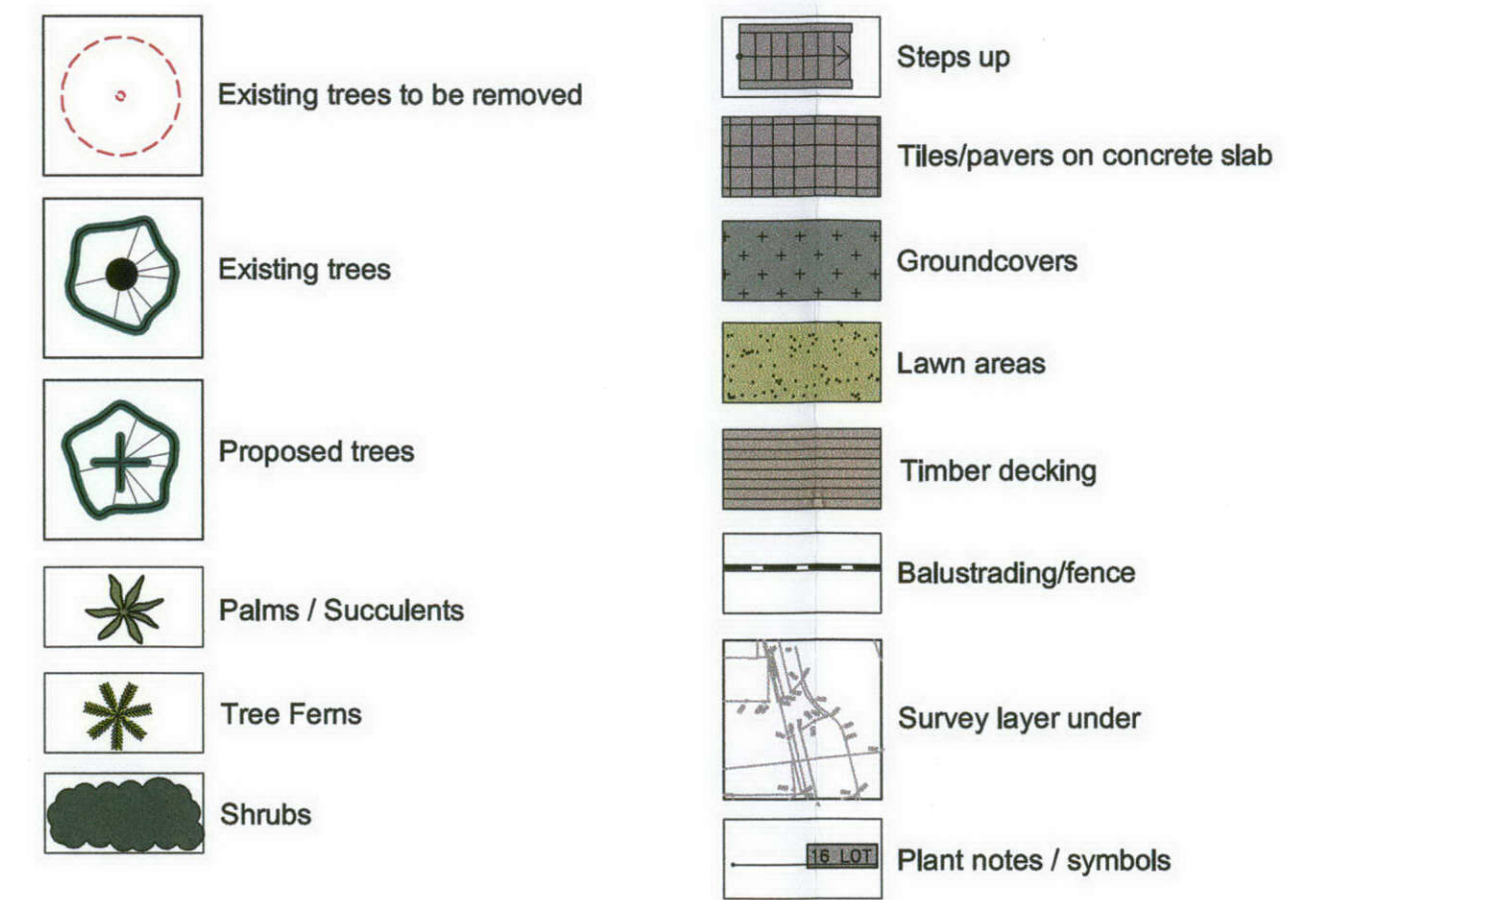 Existing trees to be removed
Existing trees
Proposed trees
Palms / Succulents
Tree Ferns
Shrubs
Steps up
Tiles/pavers on concrete slab
Groundcovers
Lawn areas
Timber decking
Balustrading/fence
Survey layer under
16 LOT
Plant notes / symbols